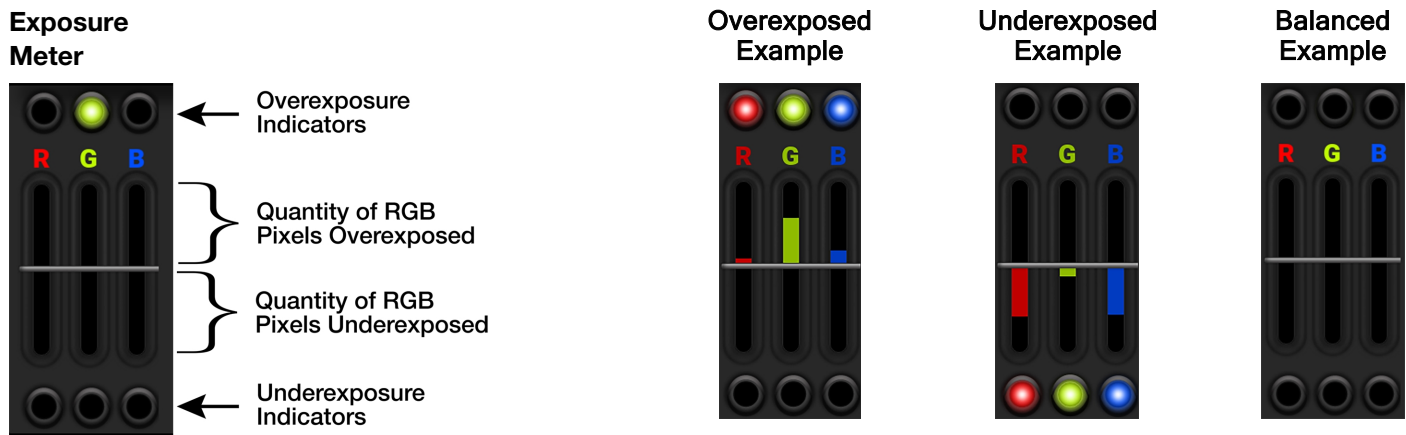 Exposure
Meter
Overexposure
Indicators
R G B
Quantity of RGB
Pixels Overexposed
Quantity of RGB
Pixels Underexposed
Underexposure
Indicators
Overexposed
Example
R G B
Underexposed
Example
R G B
Balanced
Example
R G B